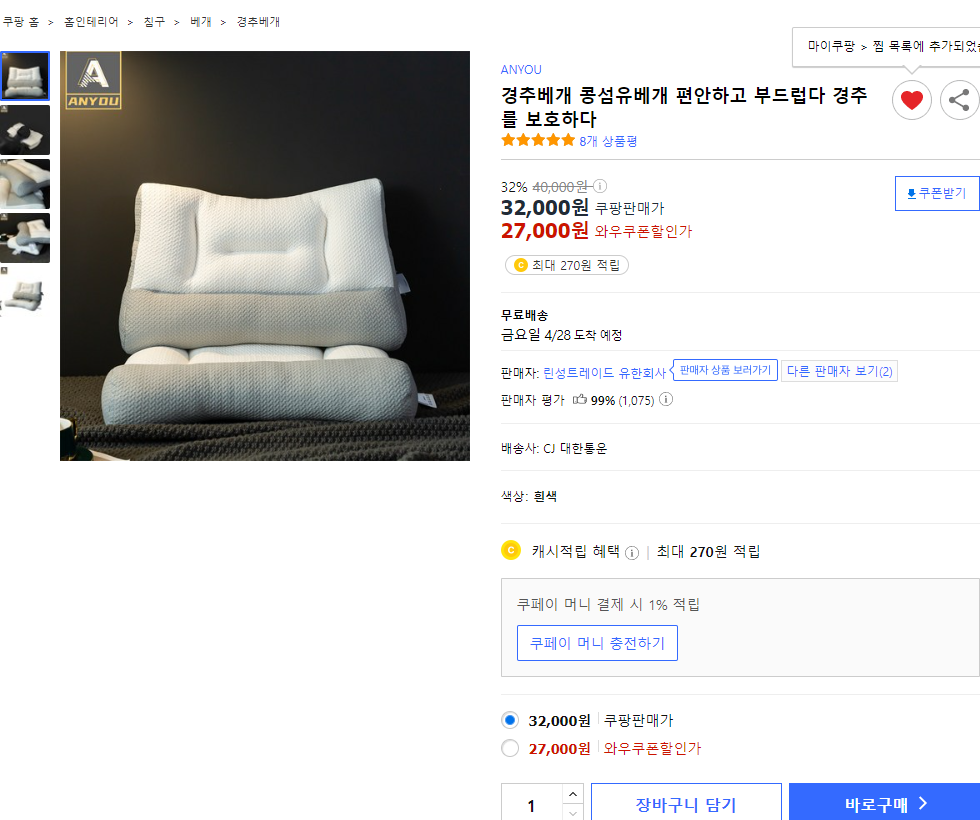 쿠팡 홈 > 홈인테리어 > 침구 > 베개 > 경추베개
마이쿠팡 > 찜 목록에 추가되었
A
ANYOU
ANYOU
경추베개 콩섬유베개 편안하고 부드럽다 경추
를 보호하다
8개 상품평
32% 40,000원
쿠폰받기
32,000원 쿠팡판매가
27,000원 와우쿠폰할인가
C 최대 270원 적립
무료배송
금요일 4/28 도착 예정
판매자: 린성트레이드 유한회사 판매자 상품 보러가기 다른 판매자 보기(2)
판매자 평가 99% (1,075)
배송사: CJ 대한통운
색상: 흰색
C 캐시적립 혜택 | 최대 270원 적립
쿠페이 머니 결제 시 1% 적립
쿠페이 머니 충전하기
32,000원 쿠팡판매가
27,000원 와우쿠폰할인가
1 장바구니 담기 바로구매 >